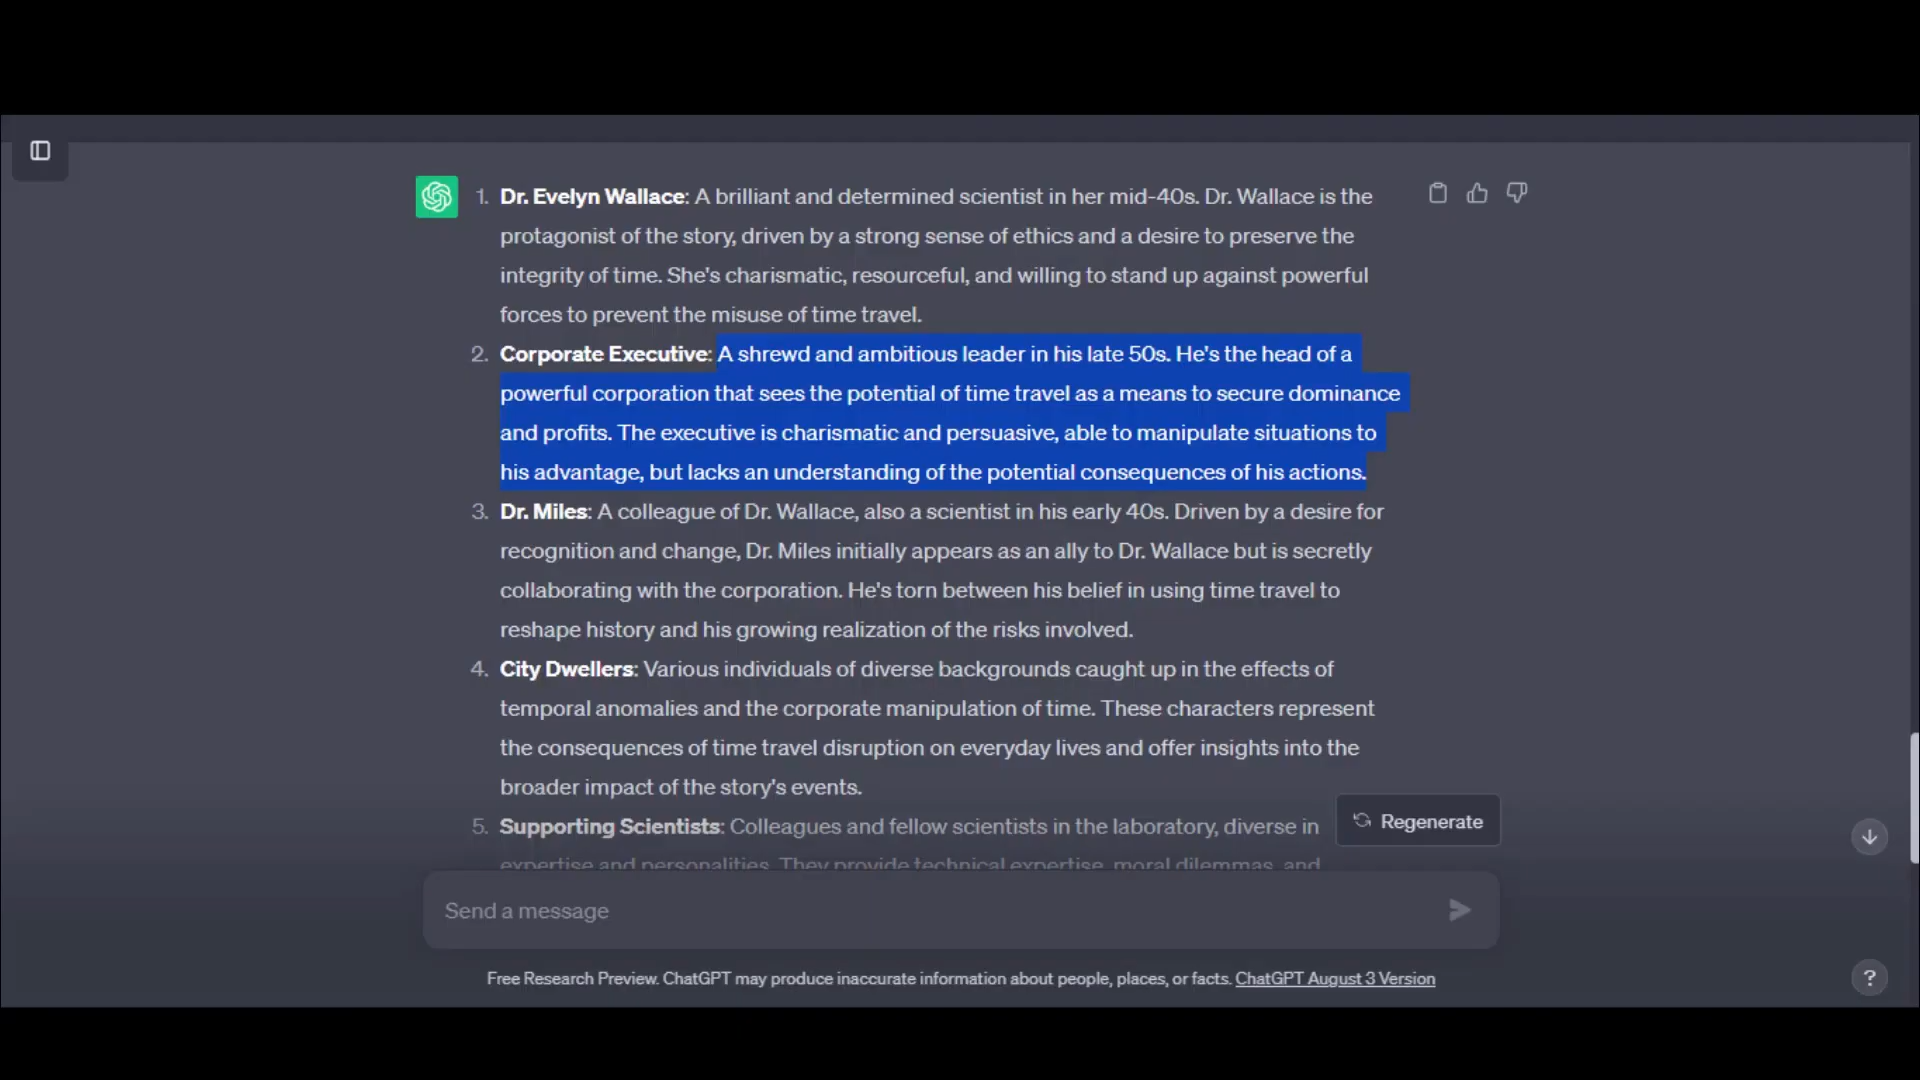 1. Dr. Evelyn Wallace: A brilliant and determined scientist in her mid-40s. Dr. Wallace is the
protagonist of the story, driven by a strong sense of ethics and a desire to preserve the
integrity of time. She's charismatic, resourceful, and willing to stand up against powerful
forces to prevent the misuse of time travel.
2. Corporate Executive: A shrewd and ambitious leader in his late 50s. He's the head of a
powerful corporation that sees the potential of time travel as a means to secure dominance
and profits. The executive is charismatic and persuasive, able to manipulate situations to
his advantage, but lacks an understanding of the potential consequences of his actions.
3. Dr. Miles: A colleague of Dr. Wallace, also a scientist in his early 40s. Driven by a desire for
recognition and change, Dr. Miles initially appears as an ally to Dr. Wallace but is secretly
collaborating with the corporation. He's torn between his belief in using time travel to
reshape history and his growing realization of the risks involved.
4. City Dwellers: Various individuals of diverse backgrounds caught up in the effects of
temporal anomalies and the corporate manipulation of time. These characters represent
the consequences of time travel disruption on everyday lives and offer insights into the
broader impact of the story's events.
5. Supporting Scientists: Colleagues and fellow scientists in the laboratory, diverse in
expertise and personalities. They provide technical expertise, moral dilemmas, and
Regenerate
Send a message
Free Research Preview. ChatGPT may produce inaccurate information about people, places, or facts. ChatGPT August 3 Version
?